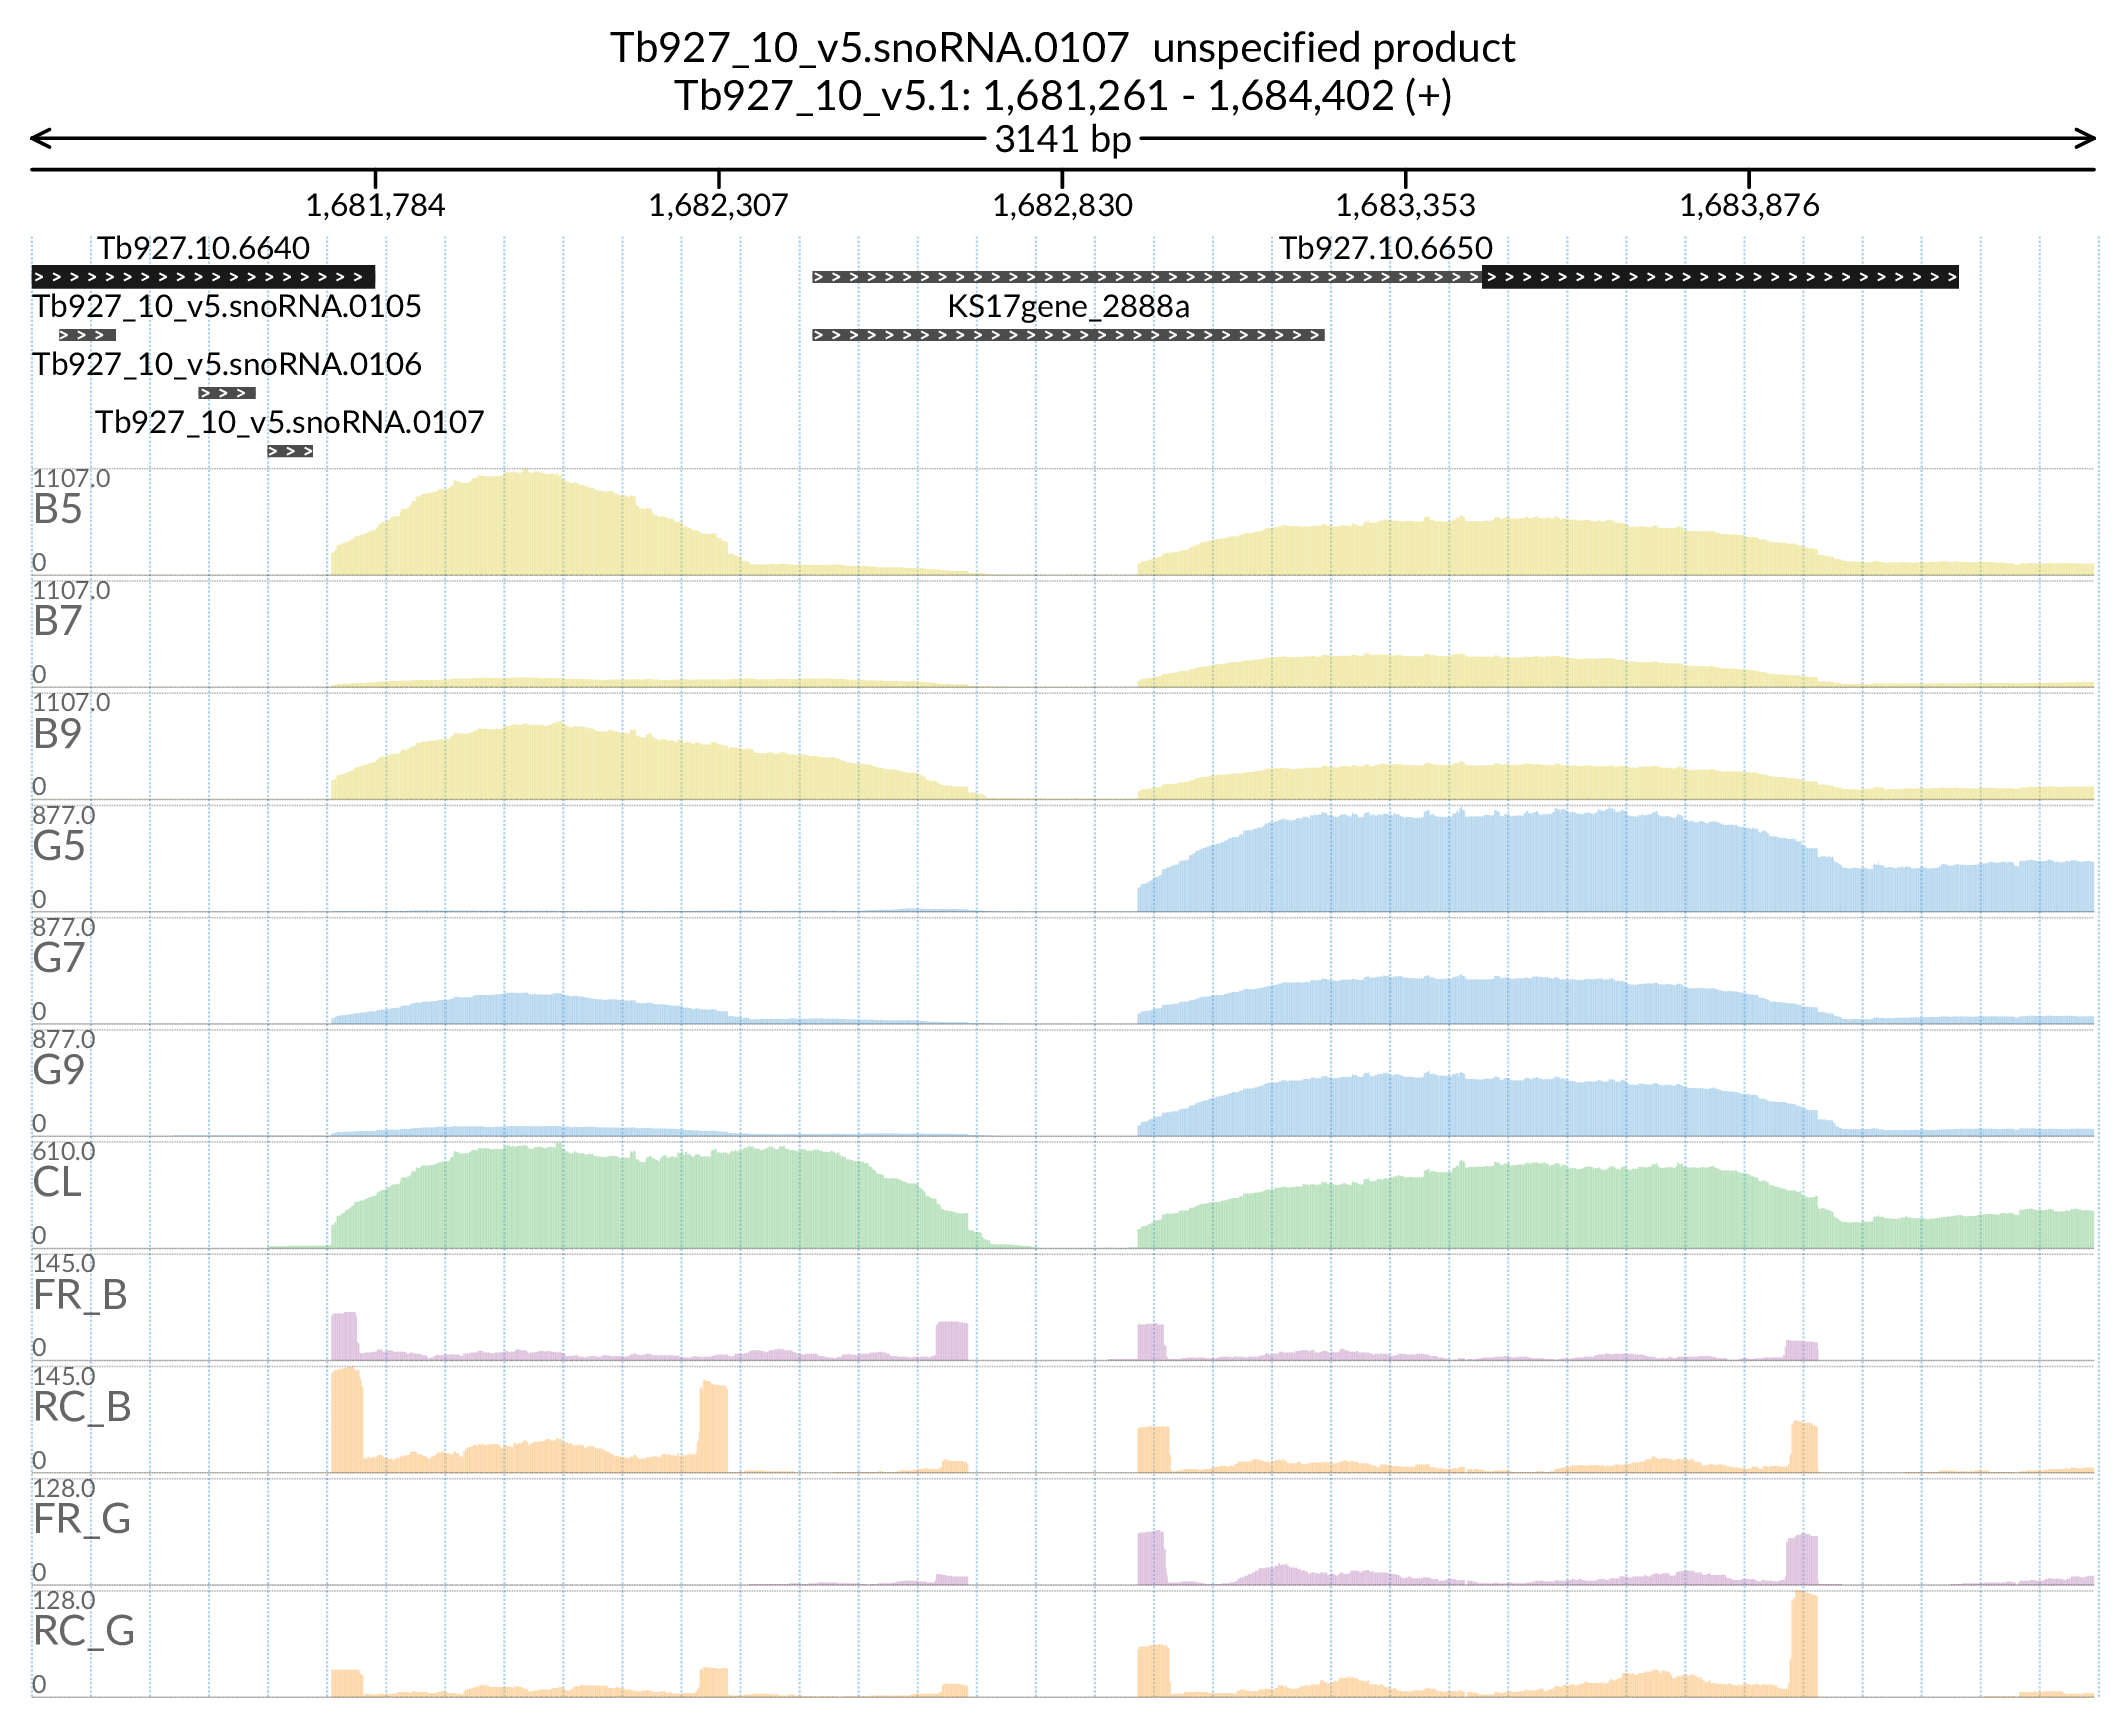 Tb927_10_v5.snoRNA.0107 unspecified product
Tb927_10_v5.1: 1,681,261 - 1,684,402 (+)
3141 bp
1,681,784 1,682,307 1,682,830 1,683,353 1,683,876
Tb927.10.6640 Tb927.10.6650
Tb927_10_v5.snoRNA.0105 KS17gene_2888a
Tb927_10_v5.snoRNA.0106
Tb927_10_v5.snoRNA.0107
1107.0
B5
0
1107.0
B7
0
1107.0
B9
0
877.0
G5
0
877.0
G7
0
877.0
G9
0
610.0
CL
0
145.0
FR_B
0
145.0
RC_B
0
128.0
FR_G
0
128.0
RC_G
0